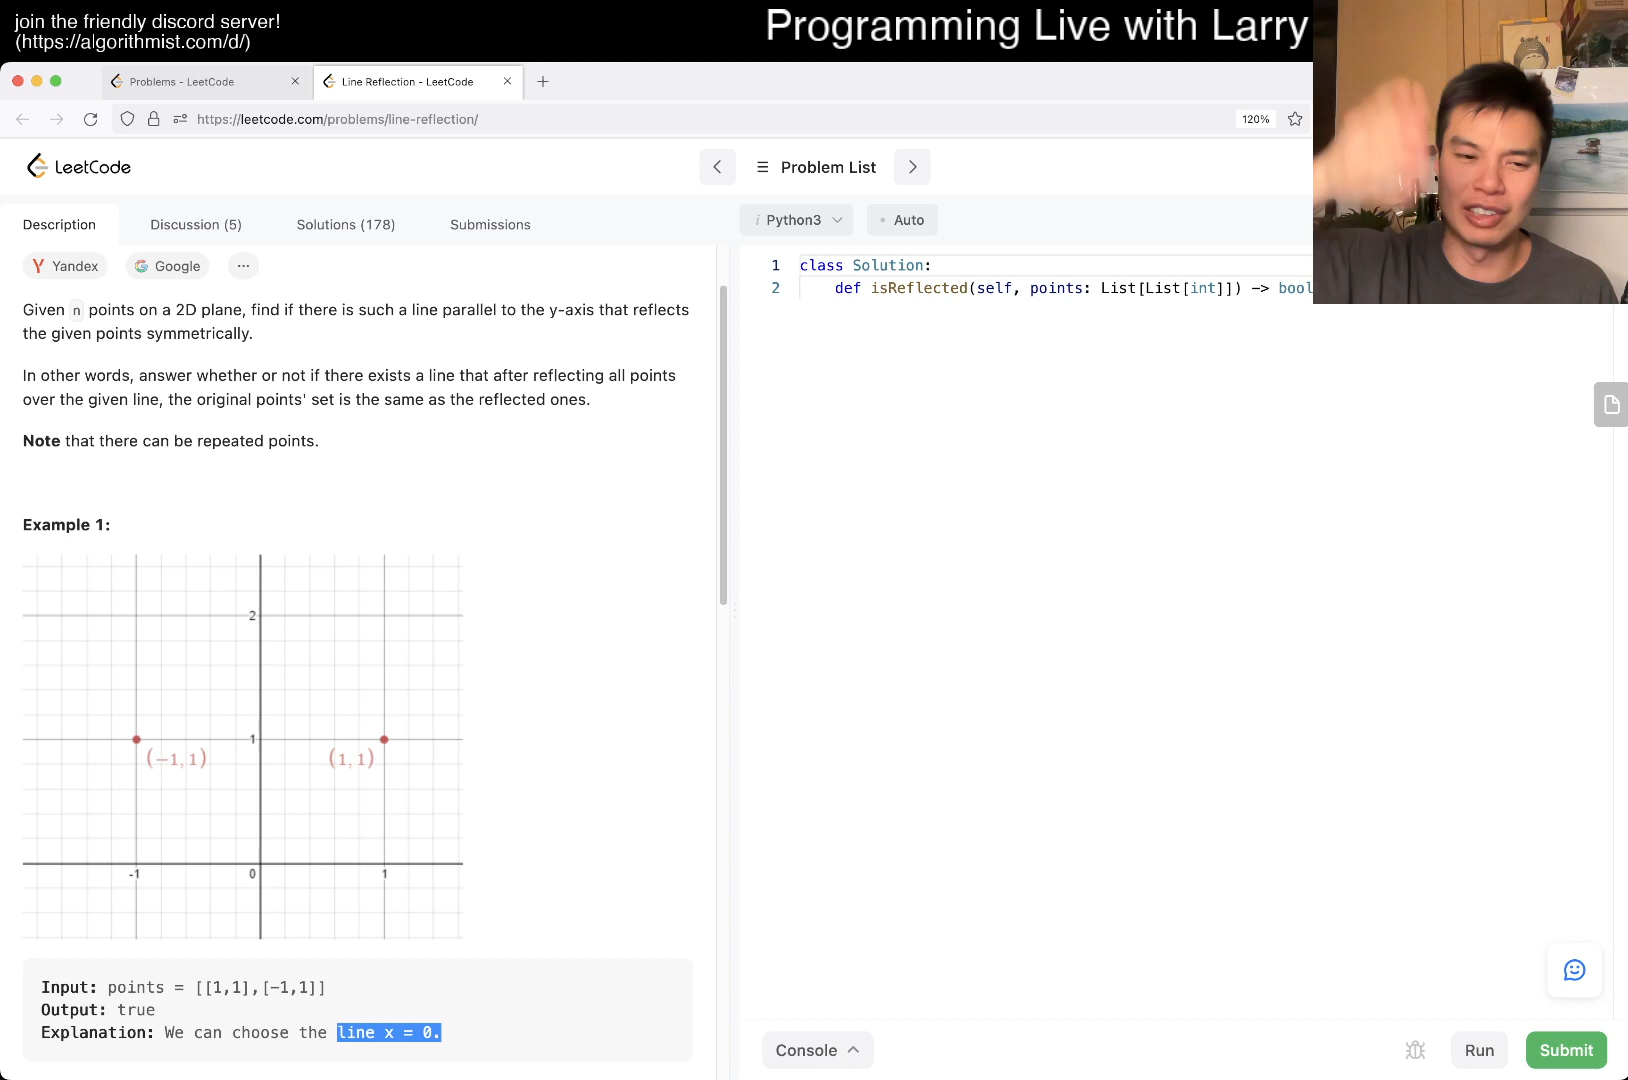 join the friendly discord server!
(https://algorithmist.com/d/)
Programming Live with Larry
Problems - LeetCode
Line Reflection - LeetCode
https://leetcode.com/problems/line-reflection/
120%
LeetCode
Problem List
Description
Discussion (5)
Solutions (178)
Submissions
i Python3
Auto
Yandex
Google
...
Given n points on a 2D plane, find if there is such a line parallel to the y-axis that reflects
the given points symmetrically.
In other words, answer whether or not if there exists a line that after reflecting all points
over the given line, the original points' set is the same as the reflected ones.
Note that there can be repeated points.
Example 1:
2
1
(−1, 1)
(1, 1)
-1
0
1
Input: points = [[1,1],[-1,1]]
Output: true
Explanation: We can choose the line x = 0.
1 class Solution:
2 def isReflected(self, points: List[List[int]]) -> bool
Console
Run
Submit